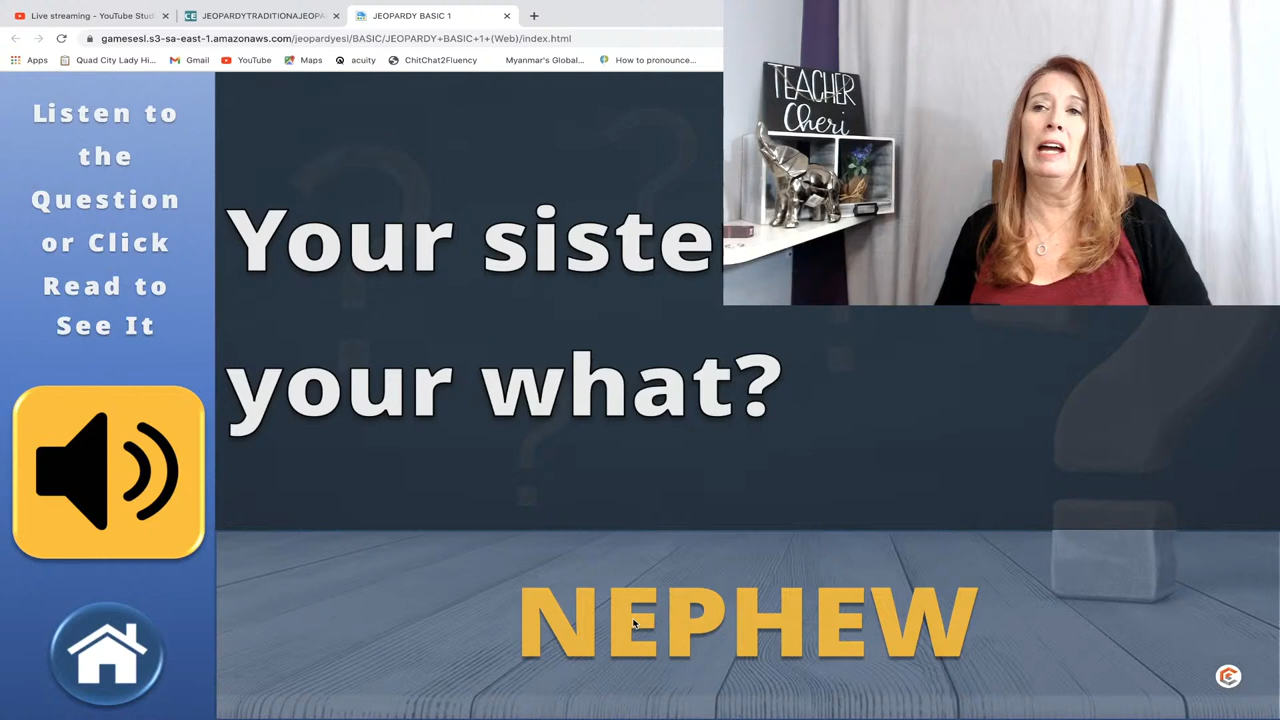 Live streaming - YouTube Stud
JEOPARDYTRADITIONAJEOPA
JEOPARDY BASIC 1
gamesesl.s3-sa-east-1.amazonaws.com/jeopardyesl/BASIC/JEOPARDY+BASIC+1+(Web)/index.html
Apps
Quad City Lady Hi...
Gmail
YouTube
Maps
acuity
ChitChat2Fluency
Myanmar's Global...
How to pronounce...
Listen to
the
Question
or Click
Read to
See It
Your siste
your what?
NEPHEW
TEACHER
Cheri